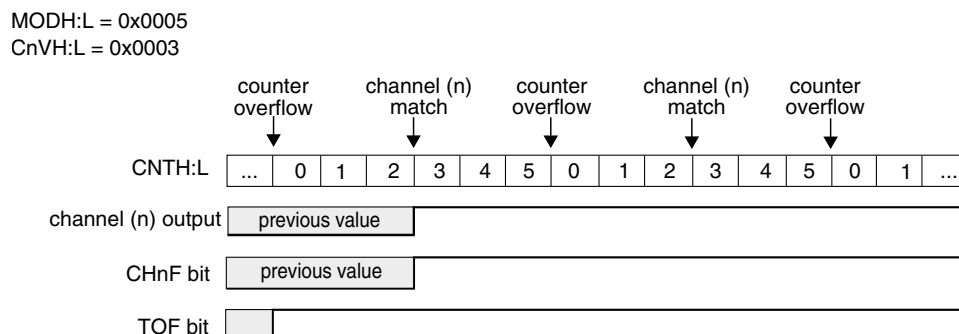 MODH:L = 0x0005
CnVH:L = 0x0003
counter overflow
channel (n) match
counter overflow
channel (n) match
counter overflow
CNTH:L ... 0 1 2 3 4 5 0 1 2 3 4 5 0 1 ...
channel (n) output previous value
CHnF bit previous value
TOF bit